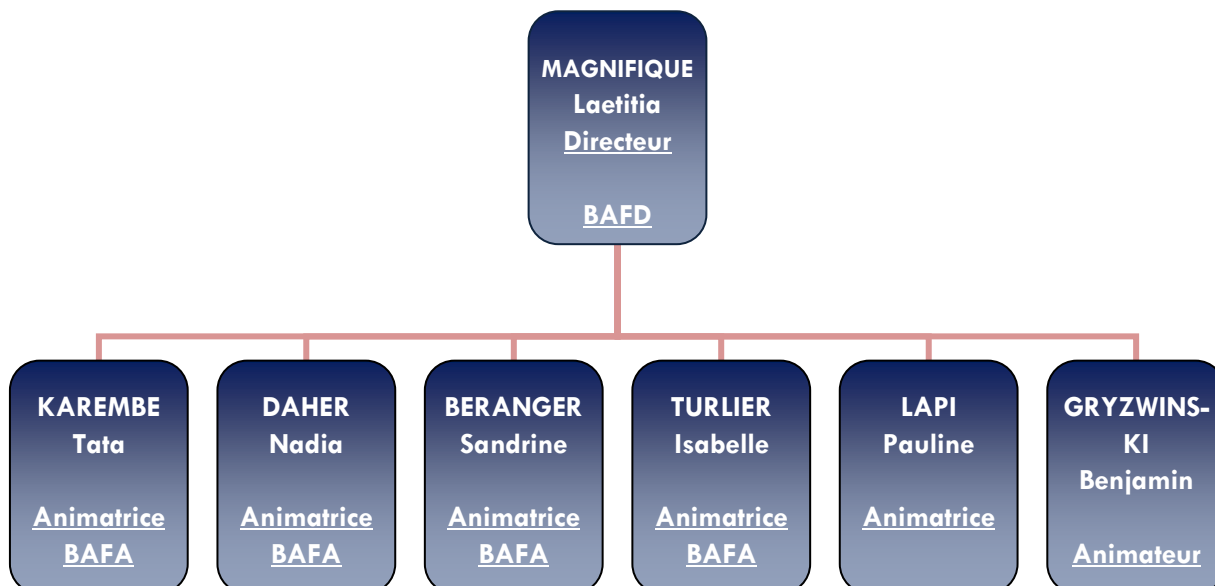 MAGNIFIQUE
Laetitia
Directeur
BAFD
KAREMBE
Tata
Animatrice
BAFA
DAHER
Nadia
Animatrice
BAFA
BERANGER
Sandrine
Animatrice
BAFA
TURLIER
Isabelle
Animatrice
BAFA
LAPI
Pauline
Animatrice
GRYZWINS-
KI
Benjamin
Animateur